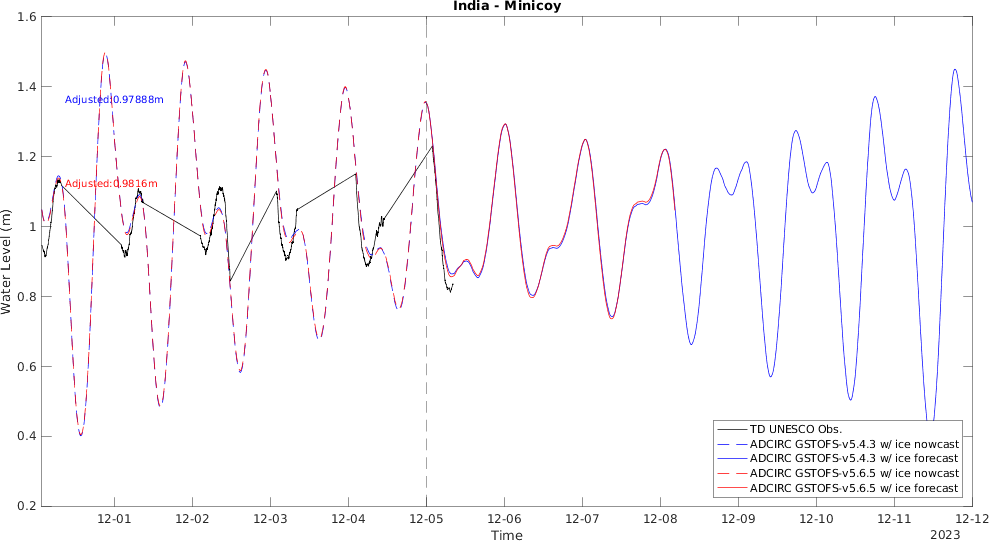 India - Minicoy
1.6
1.4
1.2
1
0.8
0.6
0.4
0.2
Water Level (m)
Adjusted:0.97888m
Adjusted:0.9816m
TD UNESCO Obs.
ADCIRC GSTOFS-v5.4.3 w/ ice nowcast
ADCIRC GSTOFS-v5.4.3 w/ ice forecast
ADCIRC GSTOFS-v5.6.5 w/ ice nowcast
ADCIRC GSTOFS-v5.6.5 w/ ice forecast
12-01 12-02 12-03 12-04 12-05 12-06 12-07 12-08 12-09 12-10 12-11 12-12
Time
2023